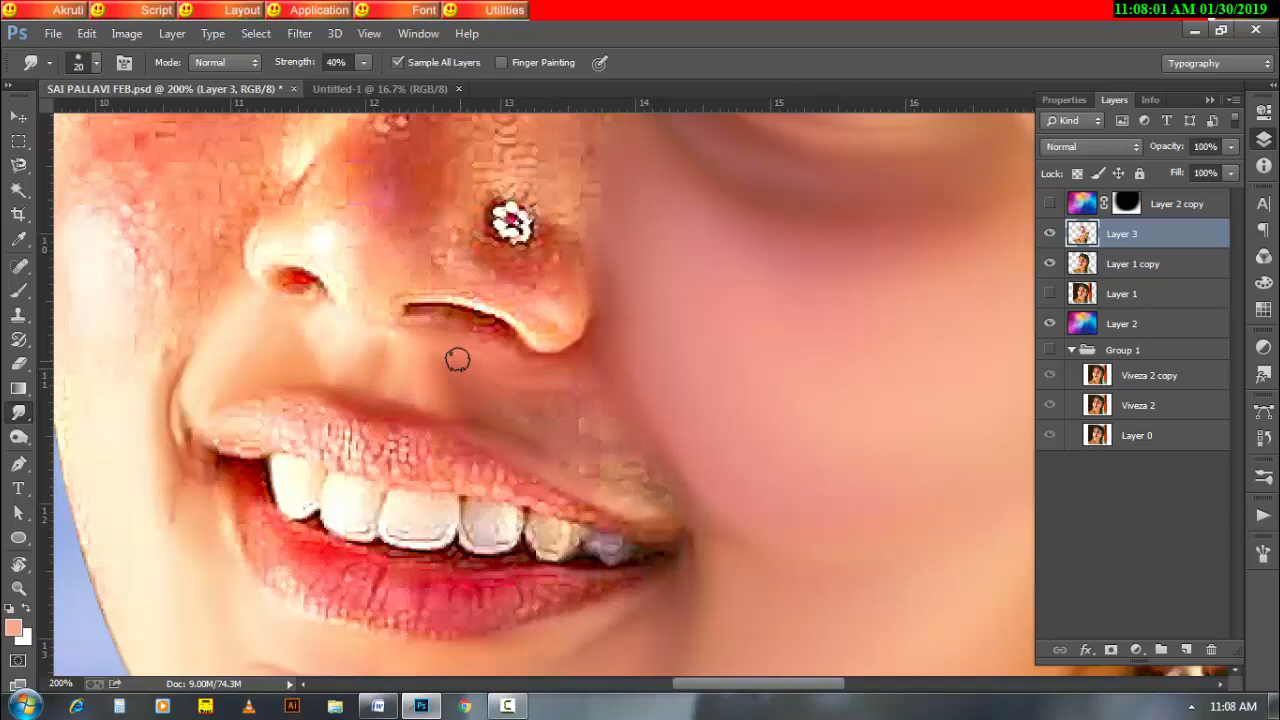 Akruti Script Layout Application Font Utilities 11:08:01 AM 01/30/2019
Ps File Edit Image Layer Type Select Filter 3D View Window Help
20 Mode: Normal Strength: 40% Sample All Layers Finger Painting Typography
SAI PALLAVI FEB.psd @ 200% (Layer 3, RGB/8) * Untitled-1 @ 16.7% (RGB/8)
10 11 12 13 14 15 16
Properties Layers Info
Kind
Normal Opacity: 100%
Lock: Fill: 100%
Layer 2 copy
Layer 3
Layer 1 copy
Layer 1
Layer 2
Group 1
Viveza 2 copy
Viveza 2
Layer 0
10
11
12
13
200% Doc: 9.00M/74.3M
11:08 AM